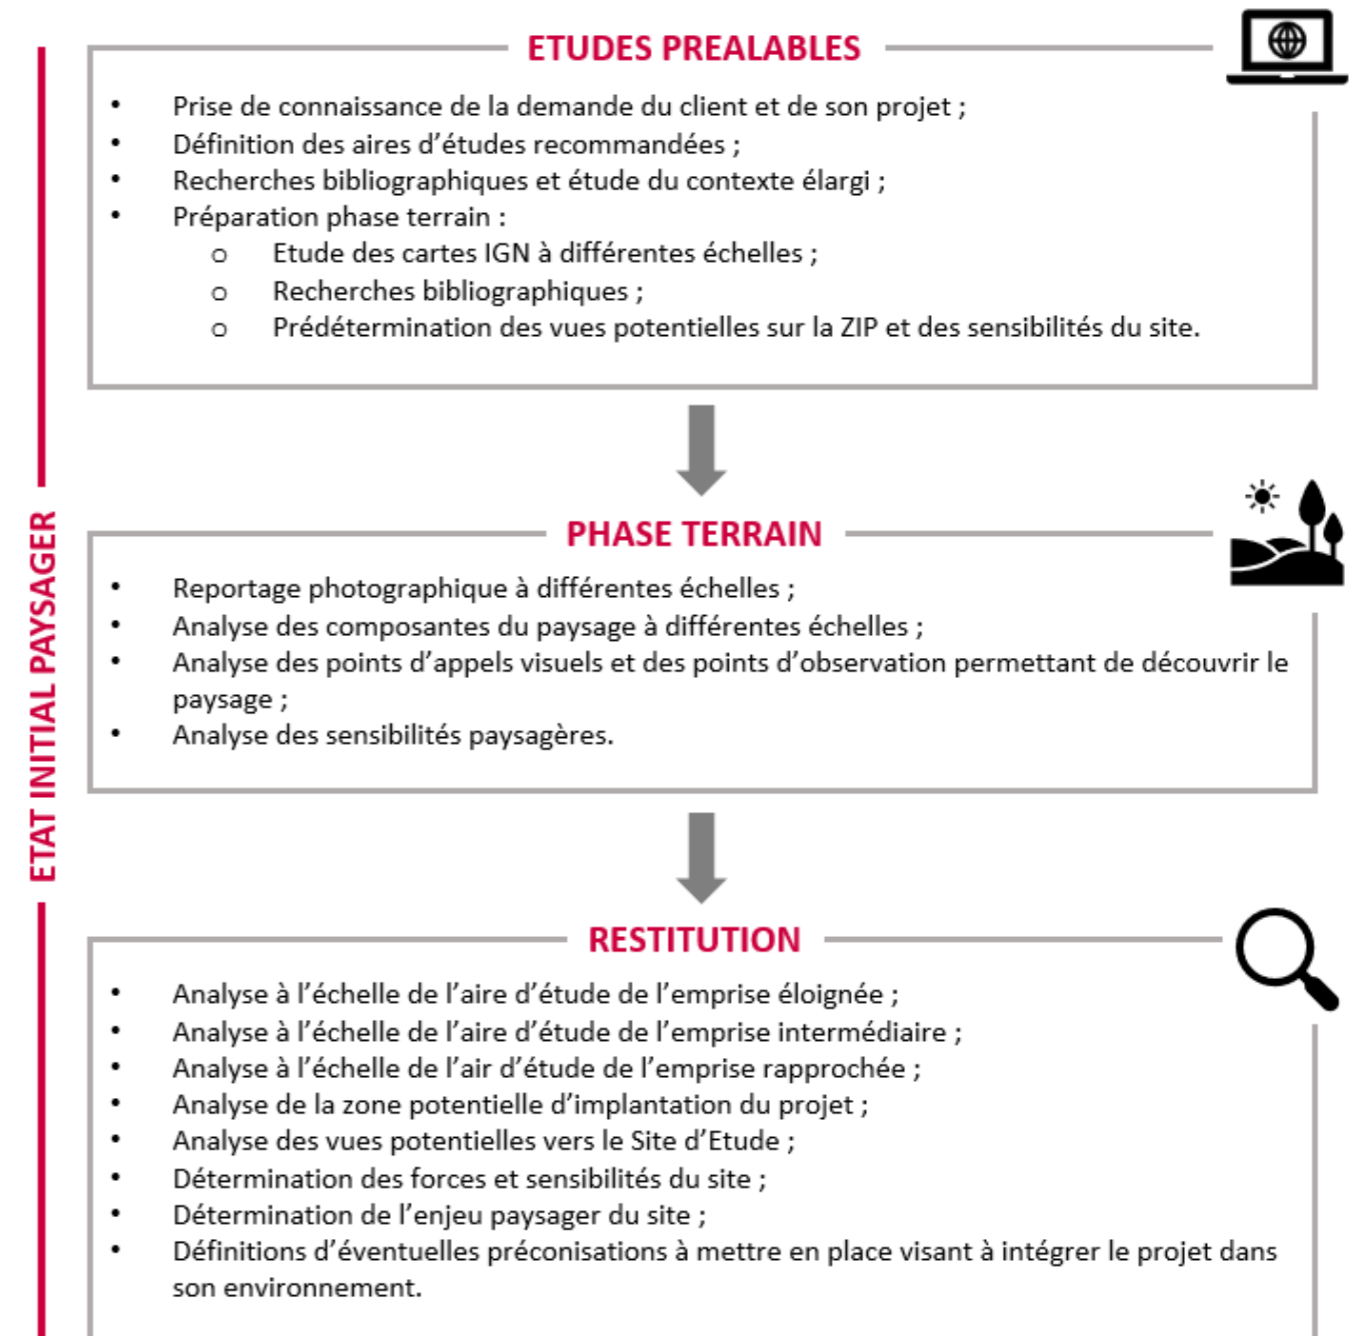 ETUDES PREALABLES
• Prise de connaissance de la demande du client et de son projet ;
• Définition des aires d’études recommandées ;
• Recherches bibliographiques et étude du contexte élargi ;
• Préparation phase terrain :
o Etude des cartes IGN à différentes échelles ;
o Recherches bibliographiques ;
o Prédétermination des vues potentielles sur la ZIP et des sensibilités du site.
ETAT INITIAL PAYSAGER
PHASE TERRAIN
• Reportage photographique à différentes échelles ;
• Analyse des composantes du paysage à différentes échelles ;
• Analyse des points d’appels visuels et des points d’observation permettant de découvrir le
paysage ;
• Analyse des sensibilités paysagères.
RESTITUTION
• Analyse à l’échelle de l’aire d’étude de l’emprise éloignée ;
• Analyse à l’échelle de l’aire d’étude de l’emprise intermédiaire ;
• Analyse à l’échelle de l’air d’étude de l’emprise rapprochée ;
• Analyse de la zone potentielle d’implantation du projet ;
• Analyse des vues potentielles vers le Site d’Etude ;
• Détermination des forces et sensibilités du site ;
• Détermination de l’enjeu paysager du site ;
• Définitions d’éventuelles préconisations à mettre en place visant à intégrer le projet dans
son environnement.